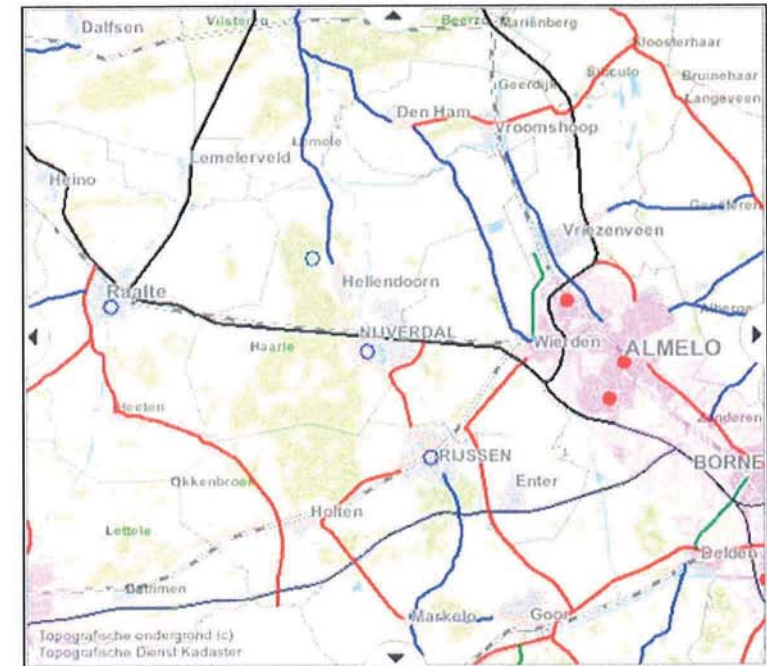 Dalfsen
Vilsteren
Mariënberg
Kloosterhaar
Geerdijk
Sibculo
Bruinehaar
Langeveen
Den Ham
Vroomshoop
Lemele
Lemelerveld
Heino
Geesteren
Vriezenveen
Hellendoorn
Raalte
Albergen
NIJVERDAL
Wierden
ALMELO
Haarle
Heeten
Zenderen
RIJSSEN
BORNE
Okkenbroek
Enter
Holten
Lettele
Delden
Bathmen
Markelo
Goor
Topografische ondergrond (c)
Topografische Dienst Kadaster